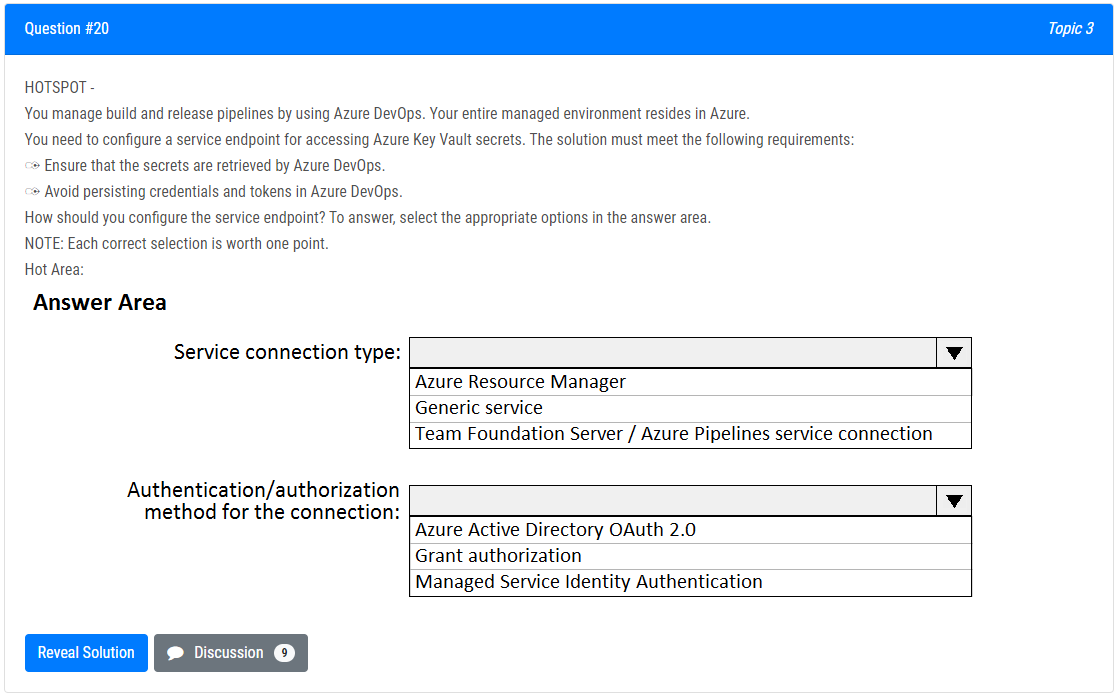 Question #20
Topic 3
HOTSPOT -
You manage build and release pipelines by using Azure DevOps. Your entire managed environment resides in Azure.
You need to configure a service endpoint for accessing Azure Key Vault secrets. The solution must meet the following requirements:
Ensure that the secrets are retrieved by Azure DevOps.
Avoid persisting credentials and tokens in Azure DevOps.
How should you configure the service endpoint? To answer, select the appropriate options in the answer area.
NOTE: Each correct selection is worth one point.
Hot Area:
Answer Area
Service connection type:
Azure Resource Manager
Generic service
Team Foundation Server / Azure Pipelines service connection
Authentication/authorization
method for the connection:
Azure Active Directory OAuth 2.0
Grant authorization
Managed Service Identity Authentication
Reveal Solution
Discussion 9